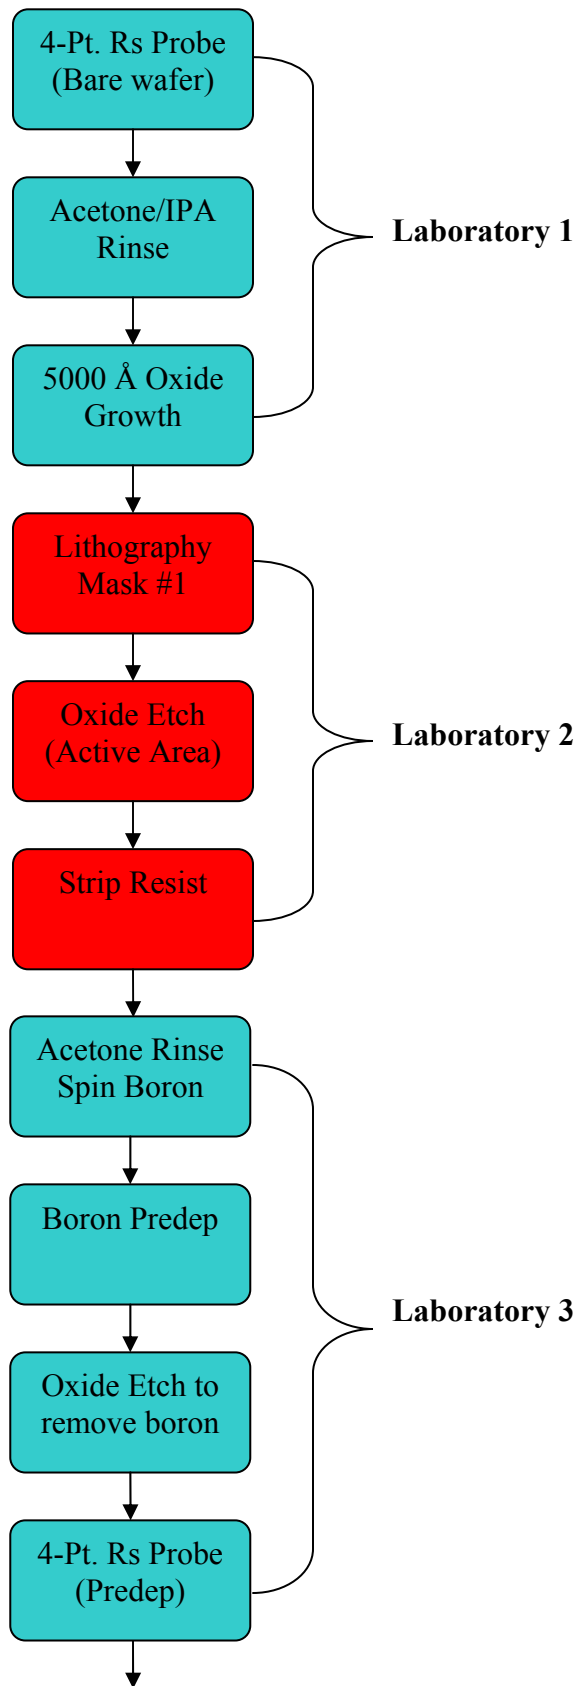 4-Pt. Rs Probe
(Bare wafer)
Acetone/IPA
Rinse
5000 Å Oxide
Growth
Laboratory 1
Lithography
Mask #1
Oxide Etch
(Active Area)
Strip Resist
Laboratory 2
Acetone Rinse
Spin Boron
Boron Predep
Oxide Etch to
remove boron
4-Pt. Rs Probe
(Predep)
Laboratory 3